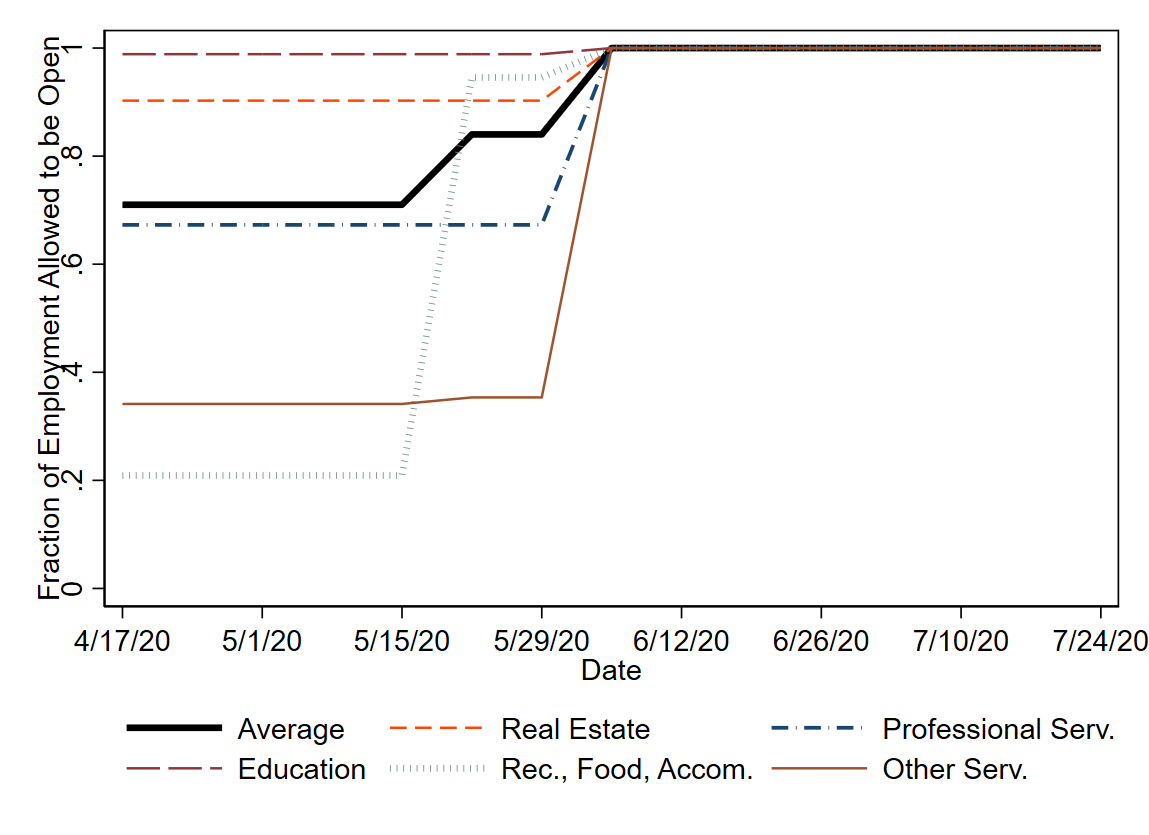 Fraction of Employment Allowed to be Open
1
.8
.6
.4
.2
0
4/17/20 5/1/20 5/15/20 5/29/20 6/12/20 6/26/20 7/10/20 7/24/20
Date
Average Real Estate Professional Serv.
Education Rec., Food, Accom. Other Serv.